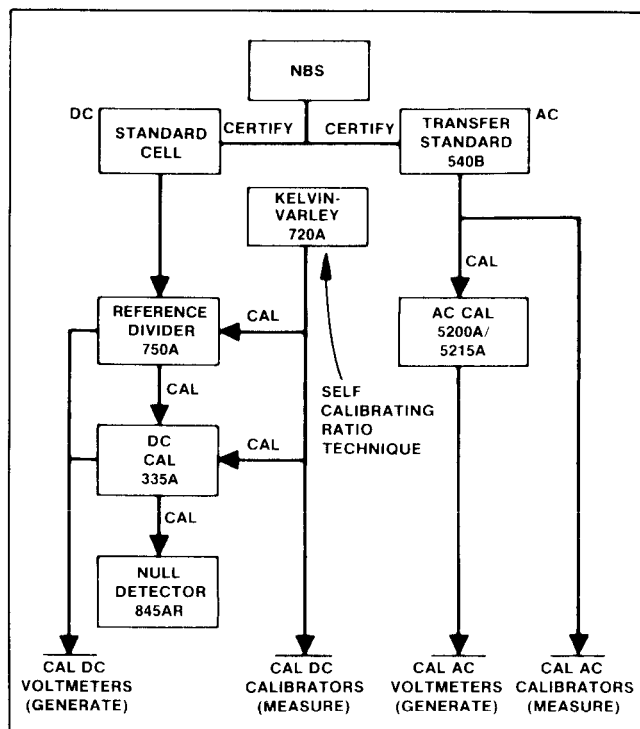 NBS
DC
STANDARD
CELL
CERTIFY
CERTIFY
TRANSFER
STANDARD
540B
AC
KELVIN-
VARLEY
720A
CAL
AC CAL
5200A/
5215A
REFERENCE
DIVIDER
750A
CAL
CAL
SELF
CALIBRATING
RATIO
TECHNIQUE
DC
CAL
335A
CAL
CAL
NULL
DETECTOR
845AR
CAL DC
VOLTMETERS
(GENERATE)
CAL DC
CALIBRATORS
(MEASURE)
CAL AC
VOLTMETERS
(GENERATE)
CAL AC
CALIBRATORS
(MEASURE)